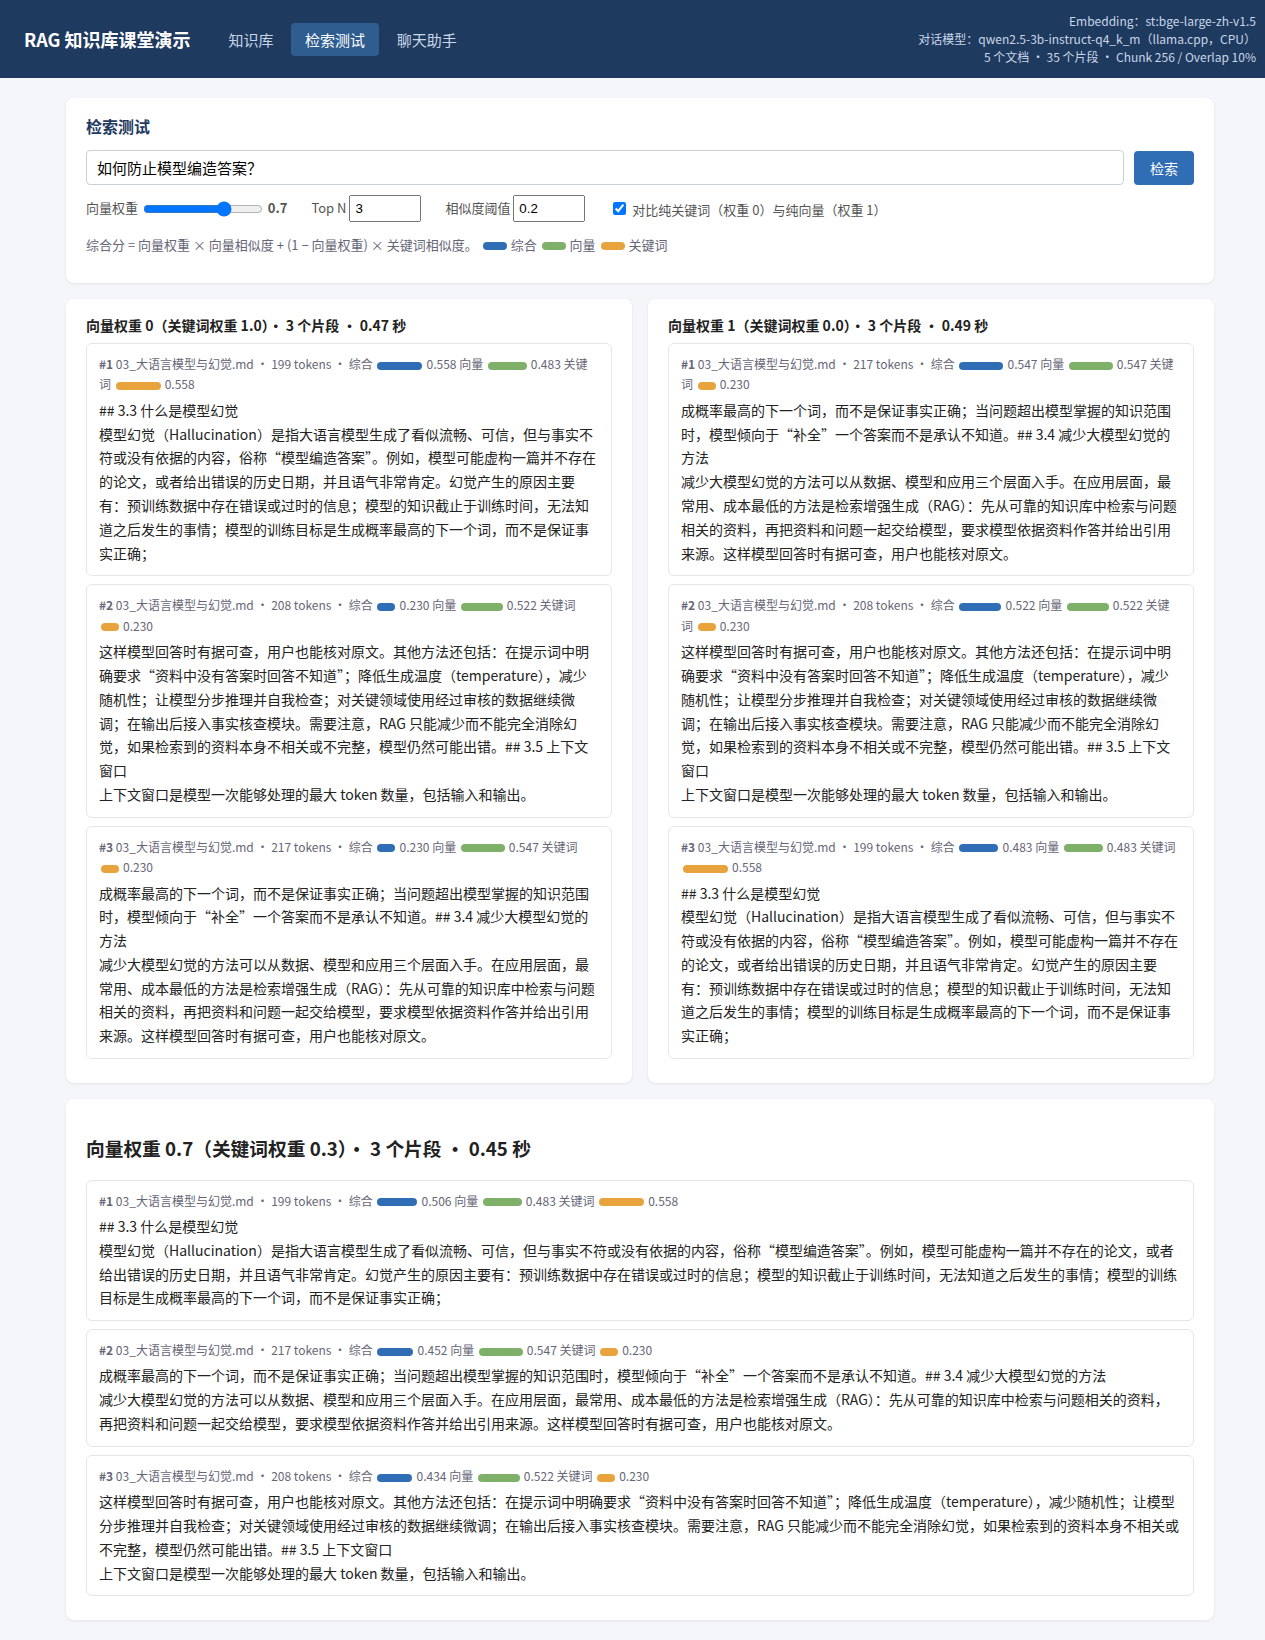 RAG 知识库课堂演示
知识库
检索测试
聊天助手
Embedding：st:bge-large-zh-v1.5
对话模型：qwen2.5-3b-instruct-q4_k_m（llama.cpp，CPU）
5 个文档 · 35 个片段 · Chunk 256 / Overlap 10%
检索测试
如何防止模型编造答案？
检索
向量权重 0.7 Top N 3 相似度阈值 0.2 对比纯关键词（权重 0）与纯向量（权重 1）
综合分 = 向量权重 × 向量相似度 + (1 − 向量权重) × 关键词相似度。 综合 向量 关键词
向量权重 0（关键词权重 1.0）· 3 个片段 · 0.47 秒
#1 03_大语言模型与幻觉.md · 199 tokens · 综合 0.558 向量 0.483 关键
词 0.558
## 3.3 什么是模型幻觉
模型幻觉（Hallucination）是指大语言模型生成了看似流畅、可信，但与事实不
符或没有依据的内容，俗称“模型编造答案”。例如，模型可能虚构一篇并不存在
的论文，或者给出错误的历史日期，并且语气非常肯定。幻觉产生的原因主要
有：预训练数据中存在错误或过时的信息；模型的知识截止于训练时间，无法知
道之后发生的事情；模型的训练目标是生成概率最高的下一个词，而不是保证事
实正确；
#2 03_大语言模型与幻觉.md · 208 tokens · 综合 0.230 向量 0.522 关键词
0.230
这样模型回答时有据可查，用户也能核对原文。其他方法还包括：在提示词中明
确要求“资料中没有答案时回答不知道”；降低生成温度（temperature），减少
随机性；让模型分步推理并自我检查；对关键领域使用经过审核的数据继续微
调；在输出后接入事实核查模块。需要注意，RAG 只能减少而不能完全消除幻
觉，如果检索到的资料本身不相关或不完整，模型仍然可能出错。## 3.5 上下文
窗口
上下文窗口是模型一次能够处理的最大 token 数量，包括输入和输出。
#3 03_大语言模型与幻觉.md · 217 tokens · 综合 0.230 向量 0.547 关键词
0.230
成概率最高的下一个词，而不是保证事实正确；当问题超出模型掌握的知识范围
时，模型倾向于“补全”一个答案而不是承认不知道。## 3.4 减少大模型幻觉的
方法
减少大模型幻觉的方法可以从数据、模型和应用三个层面入手。在应用层面，最
常用、成本最低的方法是检索增强生成（RAG）：先从可靠的知识库中检索与问题
相关的资料，再把资料和问题一起交给模型，要求模型依据资料作答并给出引用
来源。这样模型回答时有据可查，用户也能核对原文。
向量权重 1（关键词权重 0.0）· 3 个片段 · 0.49 秒
#1 03_大语言模型与幻觉.md · 217 tokens · 综合 0.547 向量 0.547 关键
词 0.230
成概率最高的下一个词，而不是保证事实正确；当问题超出模型掌握的知识范围
时，模型倾向于“补全”一个答案而不是承认不知道。## 3.4 减少大模型幻觉的
方法
减少大模型幻觉的方法可以从数据、模型和应用三个层面入手。在应用层面，最
常用、成本最低的方法是检索增强生成（RAG）：先从可靠的知识库中检索与问题
相关的资料，再把资料和问题一起交给模型，要求模型依据资料作答并给出引用
来源。这样模型回答时有据可查，用户也能核对原文。
#2 03_大语言模型与幻觉.md · 208 tokens · 综合 0.522 向量 0.522 关键
词 0.230
这样模型回答时有据可查，用户也能核对原文。其他方法还包括：在提示词中明
确要求“资料中没有答案时回答不知道”；降低生成温度（temperature），减少
随机性；让模型分步推理并自我检查；对关键领域使用经过审核的数据继续微
调；在输出后接入事实核查模块。需要注意，RAG 只能减少而不能完全消除幻
觉，如果检索到的资料本身不相关或不完整，模型仍然可能出错。## 3.5 上下文
窗口
上下文窗口是模型一次能够处理的最大 token 数量，包括输入和输出。
#3 03_大语言模型与幻觉.md · 199 tokens · 综合 0.483 向量 0.483 关键词
0.558
## 3.3 什么是模型幻觉
模型幻觉（Hallucination）是指大语言模型生成了看似流畅、可信，但与事实不
符或没有依据的内容，俗称“模型编造答案”。例如，模型可能虚构一篇并不存在
的论文，或者给出错误的历史日期，并且语气非常肯定。幻觉产生的原因主要
有：预训练数据中存在错误或过时的信息；模型的知识截止于训练时间，无法知
道之后发生的事情；模型的训练目标是生成概率最高的下一个词，而不是保证事
实正确；
向量权重 0.7（关键词权重 0.3）· 3 个片段 · 0.45 秒
#1 03_大语言模型与幻觉.md · 199 tokens · 综合 0.506 向量 0.483 关键词 0.558
## 3.3 什么是模型幻觉
模型幻觉（Hallucination）是指大语言模型生成了看似流畅、可信，但与事实不符或没有依据的内容，俗称“模型编造答案”。例如，模型可能虚构一篇并不存在的论文，或者
给出错误的历史日期，并且语气非常肯定。幻觉产生的原因主要有：预训练数据中存在错误或过时的信息；模型的知识截止于训练时间，无法知道之后发生的事情；模型的训练
目标是生成概率最高的下一个词，而不是保证事实正确；
#2 03_大语言模型与幻觉.md · 217 tokens · 综合 0.452 向量 0.547 关键词 0.230
成概率最高的下一个词，而不是保证事实正确；当问题超出模型掌握的知识范围时，模型倾向于“补全”一个答案而不是承认不知道。## 3.4 减少大模型幻觉的方法
减少大模型幻觉的方法可以从数据、模型和应用三个层面入手。在应用层面，最常用、成本最低的方法是检索增强生成（RAG）：先从可靠的知识库中检索与问题相关的资料，
再把资料和问题一起交给模型，要求模型依据资料作答并给出引用来源。这样模型回答时有据可查，用户也能核对原文。
#3 03_大语言模型与幻觉.md · 208 tokens · 综合 0.434 向量 0.522 关键词 0.230
这样模型回答时有据可查，用户也能核对原文。其他方法还包括：在提示词中明确要求“资料中没有答案时回答不知道”；降低生成温度（temperature），减少随机性；让模型
分步推理并自我检查；对关键领域使用经过审核的数据继续微调；在输出后接入事实核查模块。需要注意，RAG 只能减少而不能完全消除幻觉，如果检索到的资料本身不相关或
不完整，模型仍然可能出错。## 3.5 上下文窗口
上下文窗口是模型一次能够处理的最大 token 数量，包括输入和输出。